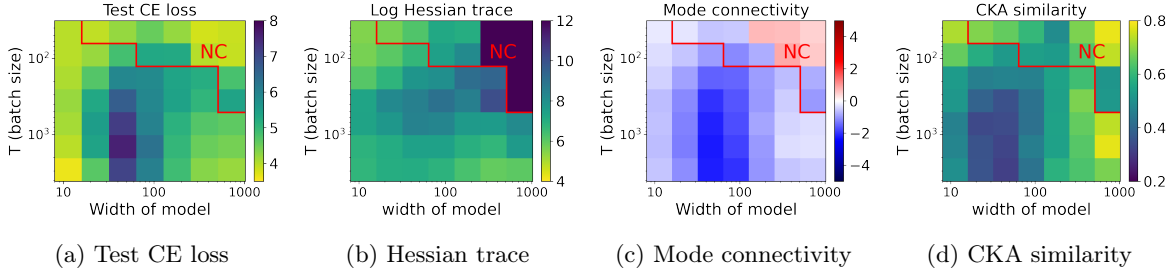 Test CE loss
NC
T (batch size)
10²
10³
10
100
1000
Width of model
8
7
6
5
4
(a) Test CE loss
Log Hessian trace
NC
T (batch size)
10²
10³
10
100
1000
width of model
12
10
8
6
4
(b) Hessian trace
Mode connectivity
NC
T (batch size)
10²
10³
10
100
1000
Width of model
4
2
0
−2
−4
(c) Mode connectivity
CKA similarity
NC
T (batch size)
10²
10³
10
100
1000
width of model
0.8
0.6
0.4
0.2
(d) CKA similarity